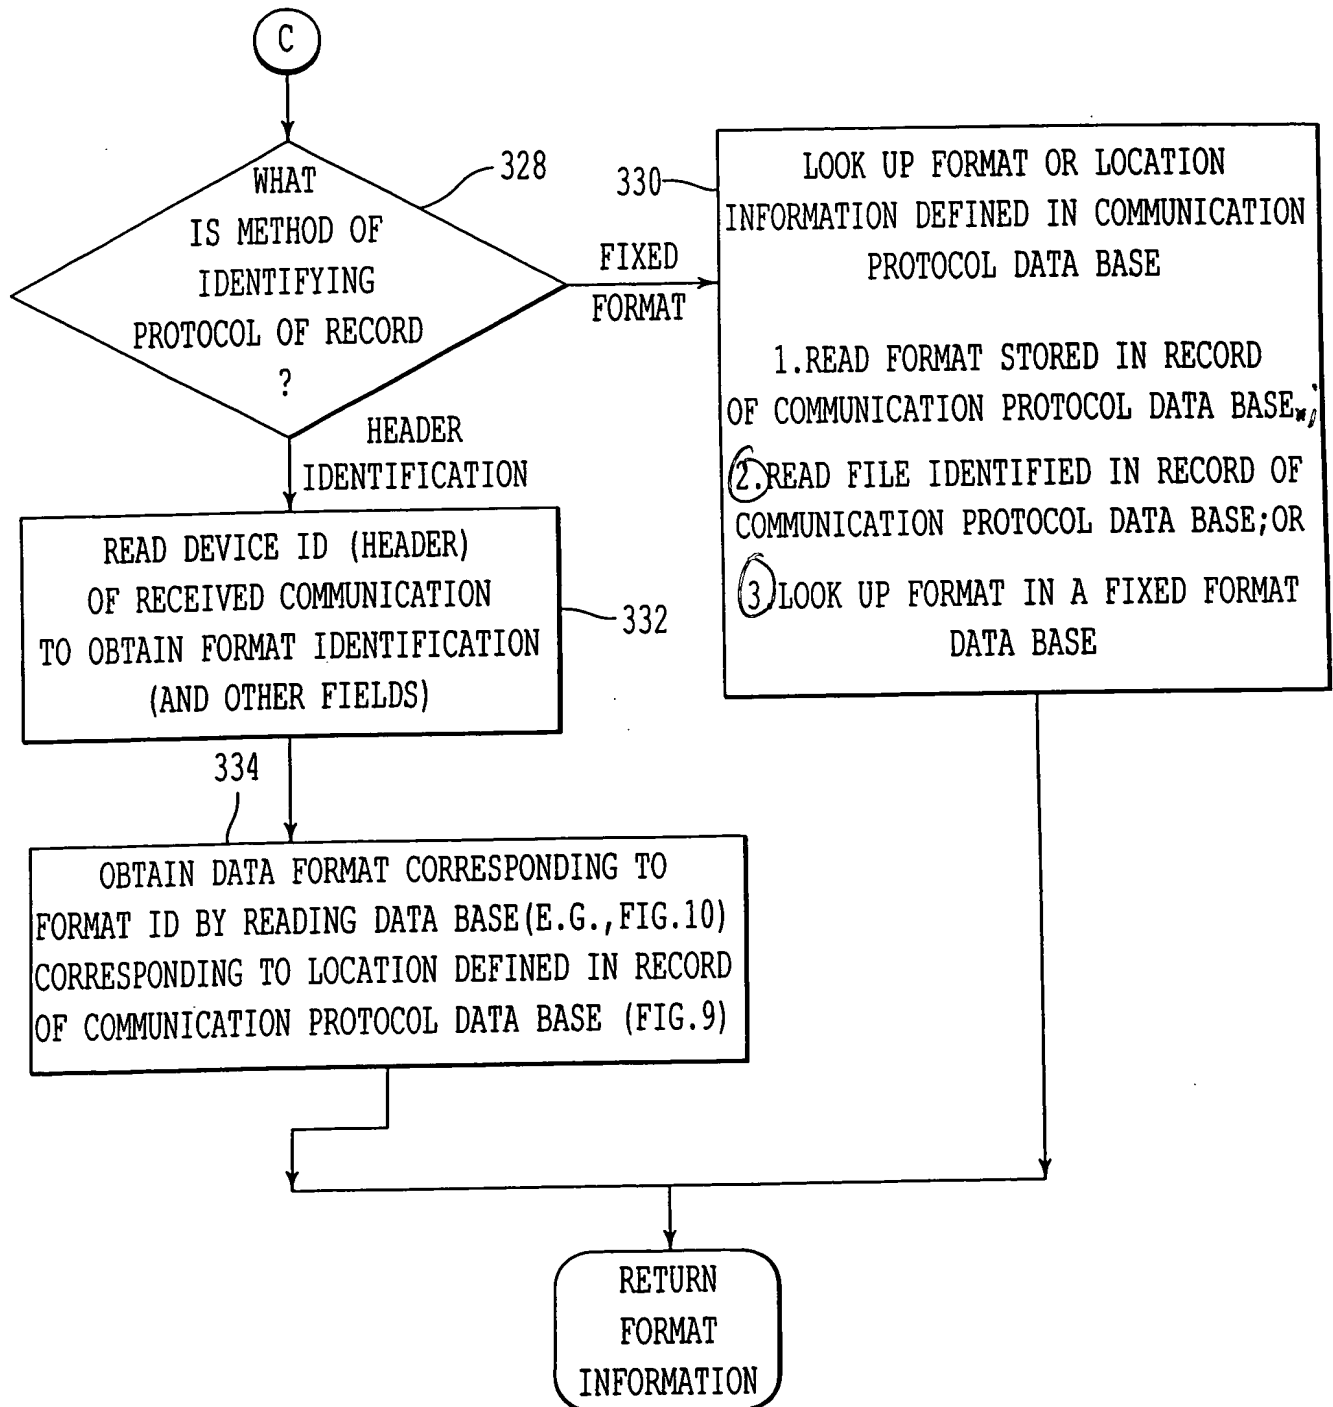 C
WHAT
IS METHOD OF
IDENTIFYING
PROTOCOL OF RECORD
?
328
FIXED
FORMAT
330
LOOK UP FORMAT OR LOCATION
INFORMATION DEFINED IN COMMUNICATION
PROTOCOL DATA BASE
1.READ FORMAT STORED IN RECORD
OF COMMUNICATION PROTOCOL DATA BASE;
2.READ FILE IDENTIFIED IN RECORD OF
COMMUNICATION PROTOCOL DATA BASE;OR
3.LOOK UP FORMAT IN A FIXED FORMAT
DATA BASE
HEADER
IDENTIFICATION
READ DEVICE ID (HEADER)
OF RECEIVED COMMUNICATION
TO OBTAIN FORMAT IDENTIFICATION
(AND OTHER FIELDS)
332
334
OBTAIN DATA FORMAT CORRESPONDING TO
FORMAT ID BY READING DATA BASE(E.G.,FIG.10)
CORRESPONDING TO LOCATION DEFINED IN RECORD
OF COMMUNICATION PROTOCOL DATA BASE (FIG.9)
RETURN
FORMAT
INFORMATION